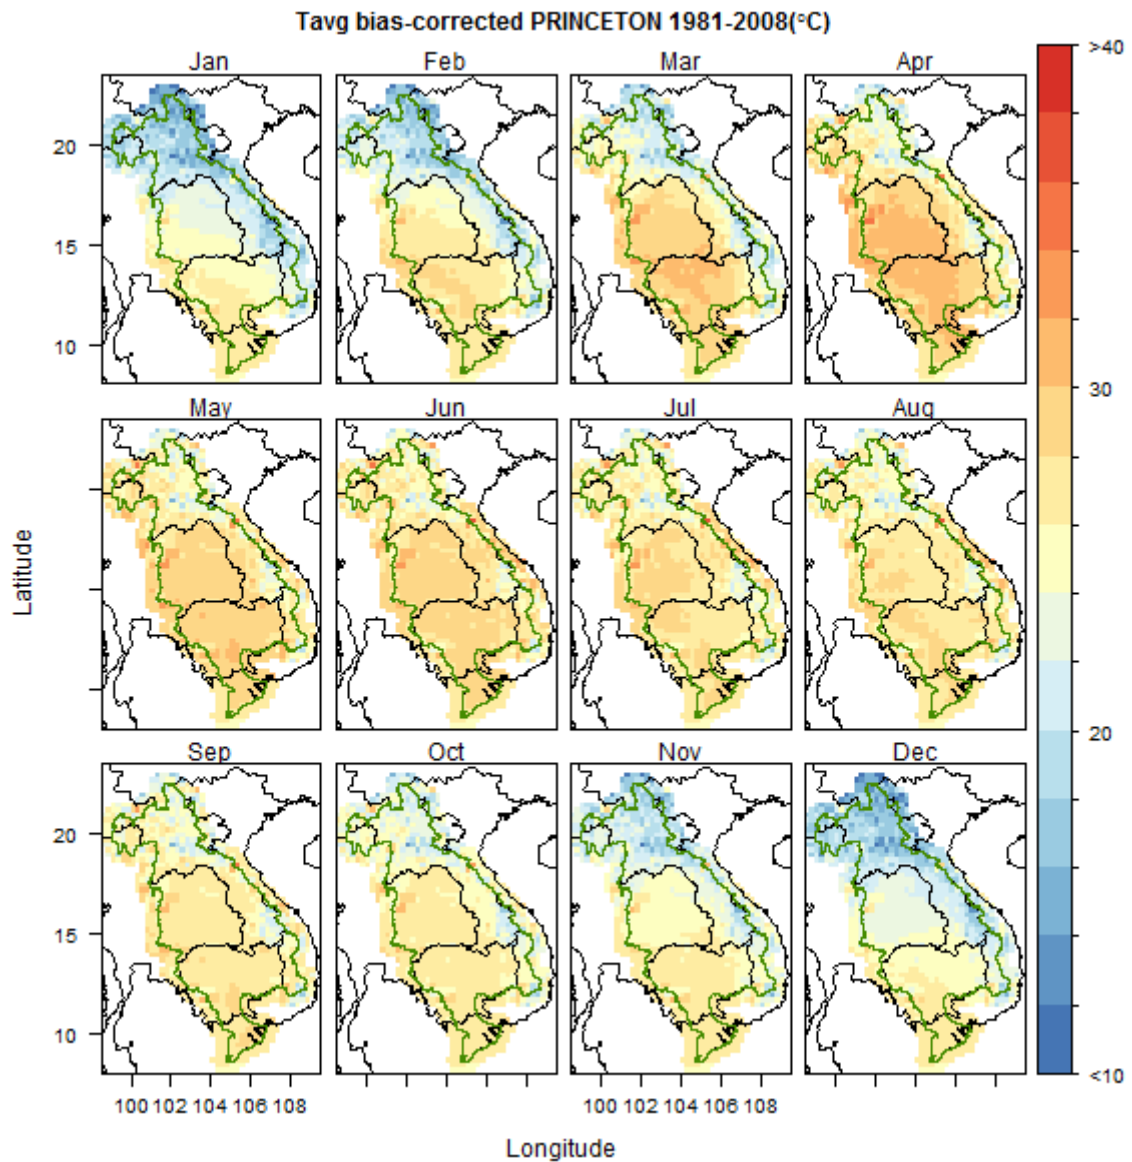 Tavg bias-corrected PRINCETON 1981-2008(°C)
Jan Feb Mar Apr
>40
20
15
10
30
May Jun Jul Aug
Latitude
20
Sep Oct Nov Dec
20
15
10
<10
100 102 104 106 108 100 102 104 106 108
Longitude